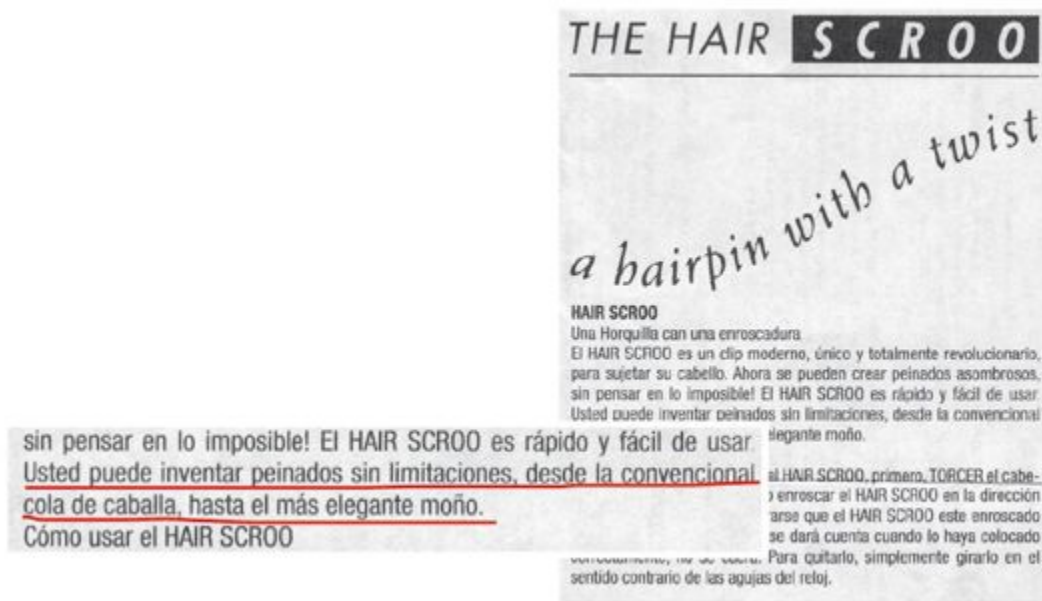 THE HAIR SCROO
a hairpin with a twist
HAIR SCROO
Una Horquilla can una enroscadura
El HAIR SCROO es un clip moderno, único y totalmente revolucionario,
para sujetar su cabello. Ahora se pueden crear peinados asombrosos,
sin pensar en lo imposible! El HAIR SCROO es rápido y fácil de usar.
Usted puede inventar peinados sin limitaciones, desde la convencional
elegante moño.
al HAIR SCROO, primero, TORCER el cabe-
enroscar el HAIR SCROO en la dirección
rarse que el HAIR SCROO este enroscado
se dará cuenta cuando lo haya colocado
Para quitarlo, simplemente girarlo en el
sentido contrario de las agujas del reloj.
sin pensar en lo imposible! El HAIR SCROO es rápido y fácil de usar.
Usted puede inventar peinados sin limitaciones, desde la convencional
cola de caballa, hasta el más elegante moño.
Cómo usar el HAIR SCROO